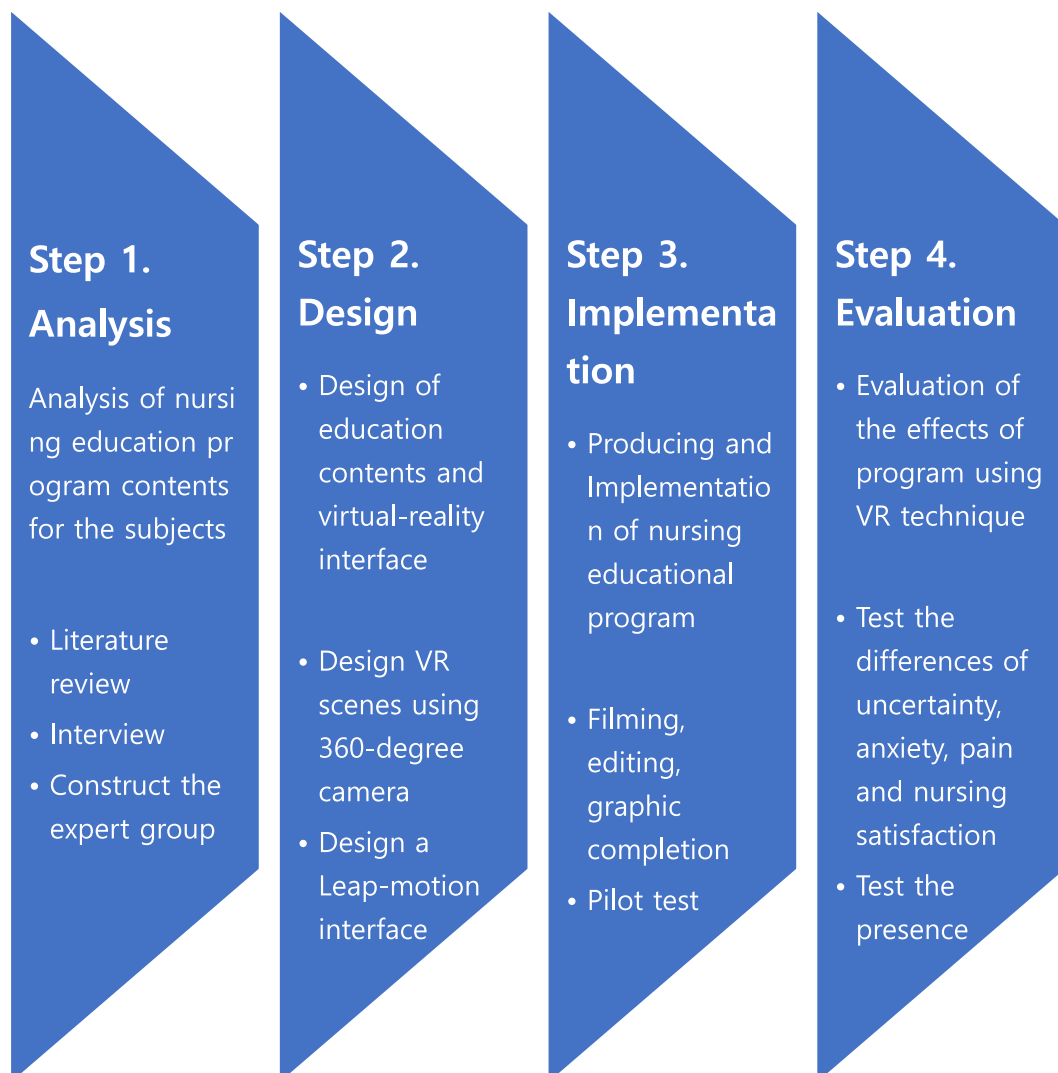 Step 1.
Analysis
Analysis of nursi
ng education pr
ogram contents
for the subjects
• Literature
review
• Interview
• Construct the
expert group
Step 2.
Design
• Design of
education
contents and
virtual-reality
interface
• Design VR
scenes using
360-degree
camera
• Design a
Leap-motion
interface
Step 3.
Implementa
tion
• Producing and
Implementatio
n of nursing
educational
program
• Filming,
editing,
graphic
completion
• Pilot test
Step 4.
Evaluation
• Evaluation of
the effects of
program using
VR technique
• Test the
differences of
uncertainty,
anxiety, pain
and nursing
satisfaction
• Test the
presence